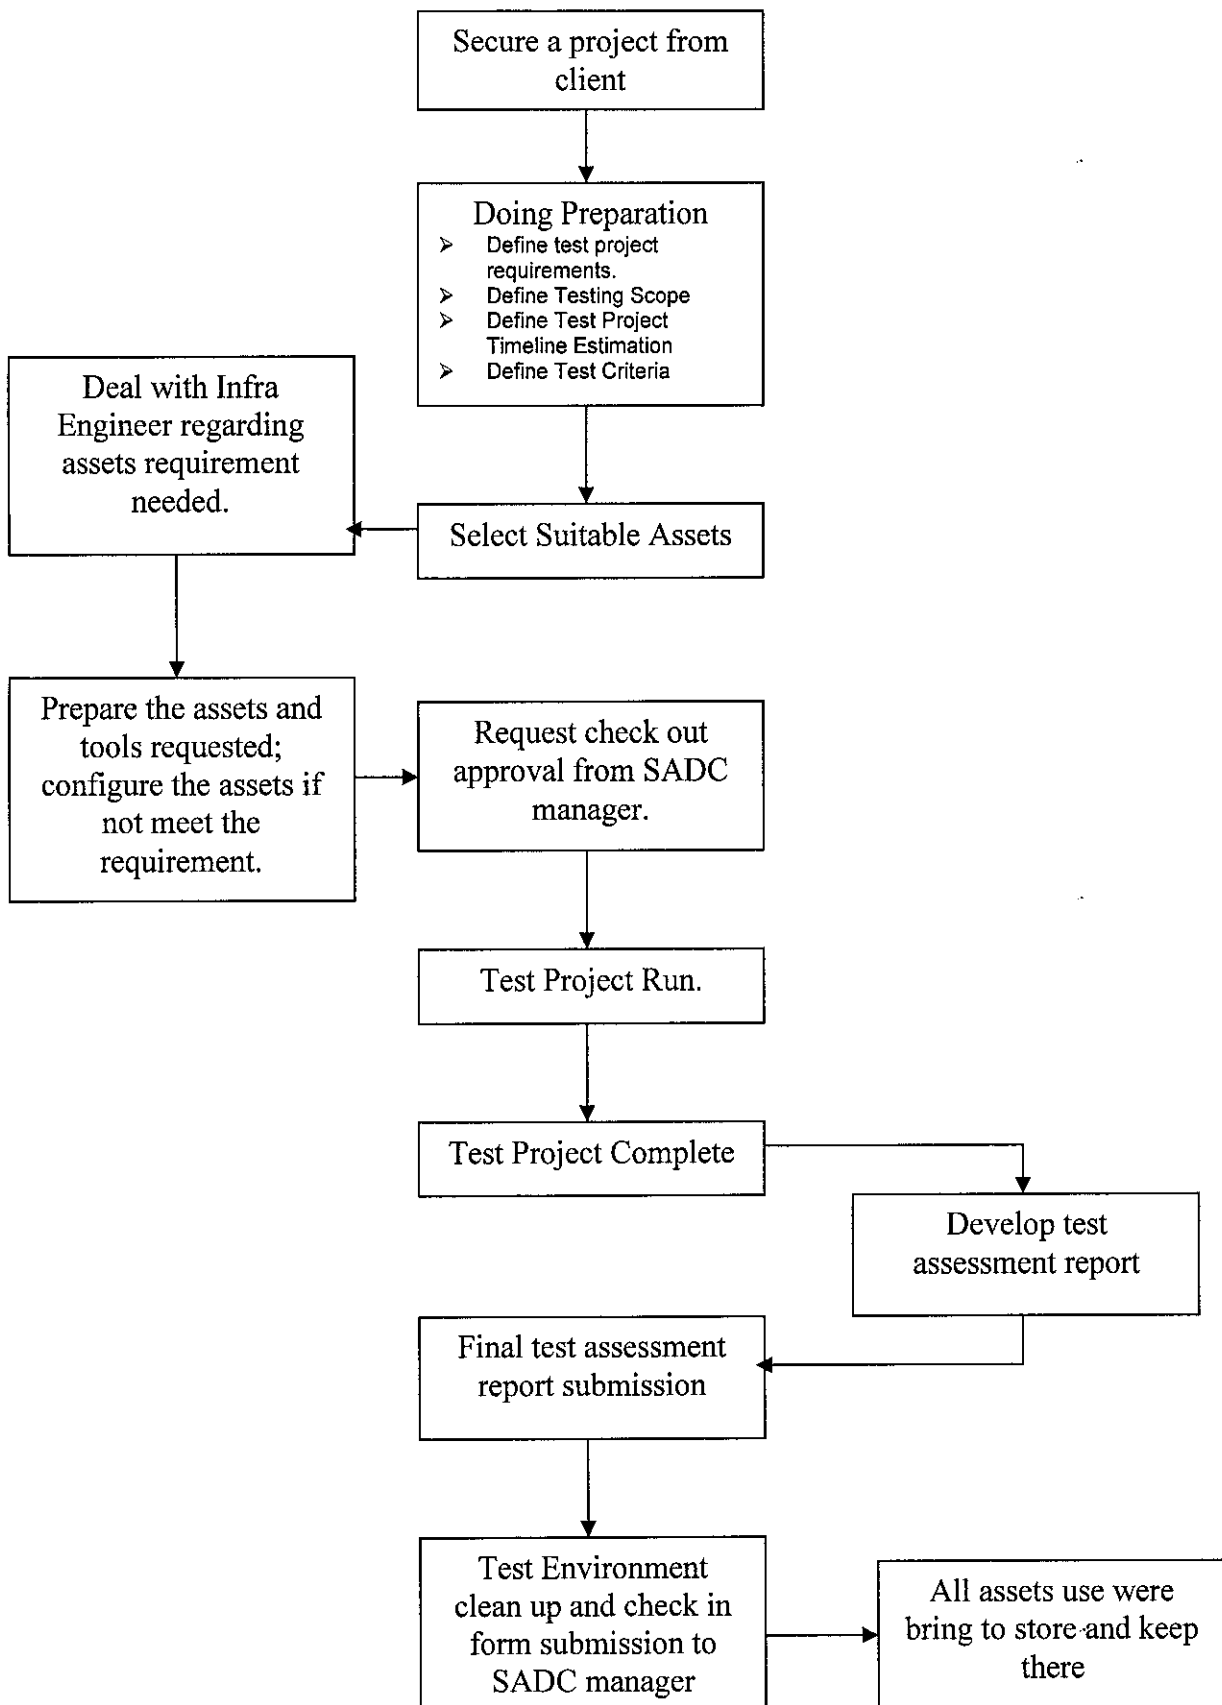 Secure a project from
client
Doing Preparation
➢ Define test project
requirements.
➢ Define Testing Scope
➢ Define Test Project
Timeline Estimation
➢ Define Test Criteria
Select Suitable Assets
Deal with Infra
Engineer regarding
assets requirement
needed.
Prepare the assets and
tools requested;
configure the assets if
not meet the
requirement.
Request check out
approval from SADC
manager.
Test Project Run.
Test Project Complete
Develop test
assessment report
Final test assessment
report submission
Test Environment
clean up and check in
form submission to
SADC manager
All assets use were
bring to store and keep
there